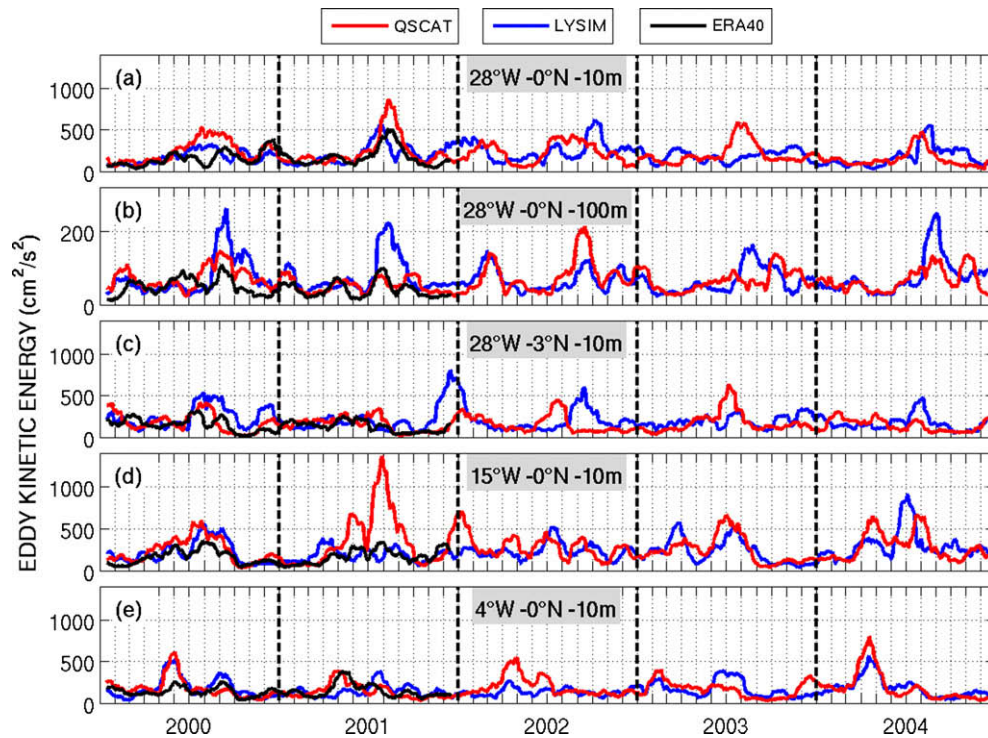 QSCAT LYSIM ERA40
EDDY KINETIC ENERGY (cm²/s²)
(a) 28°W -0°N -10m
1000
500
0
(b) 28°W -0°N -100m
200
0
(c) 28°W -3°N -10m
1000
500
0
(d) 15°W -0°N -10m
1000
500
0
(e) 4°W -0°N -10m
1000
500
0
2000 2001 2002 2003 2004